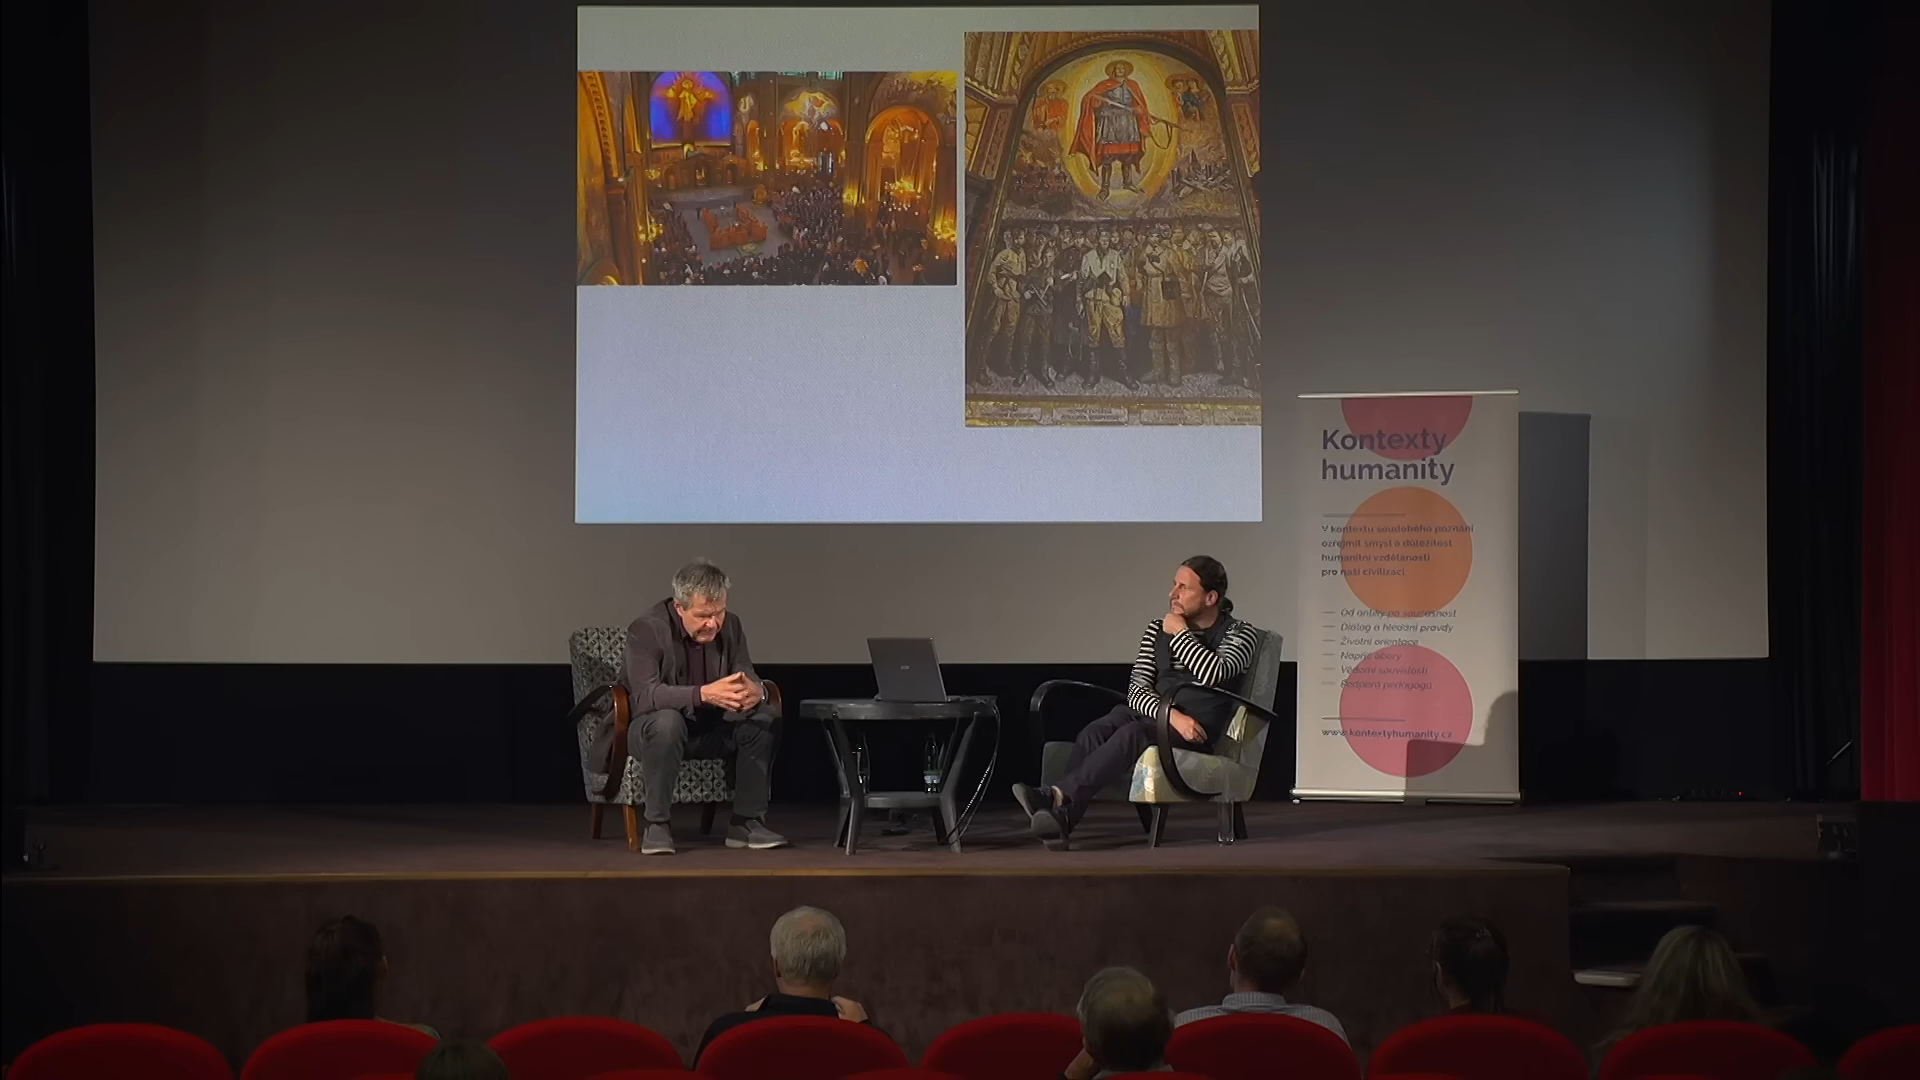 Kontexty
humanity
V kontextu soudobého poznání
ozřejmit smysl a důležitost
humanitní vzdělanosti
pro naši civilizaci.
— Od antiky po současnost
— Dialog a hledání pravdy
— Životní orientace
— Napříč obory
— Vědomí souvislostí
— Podpora pedagogů
www.kontextyhumanity.cz